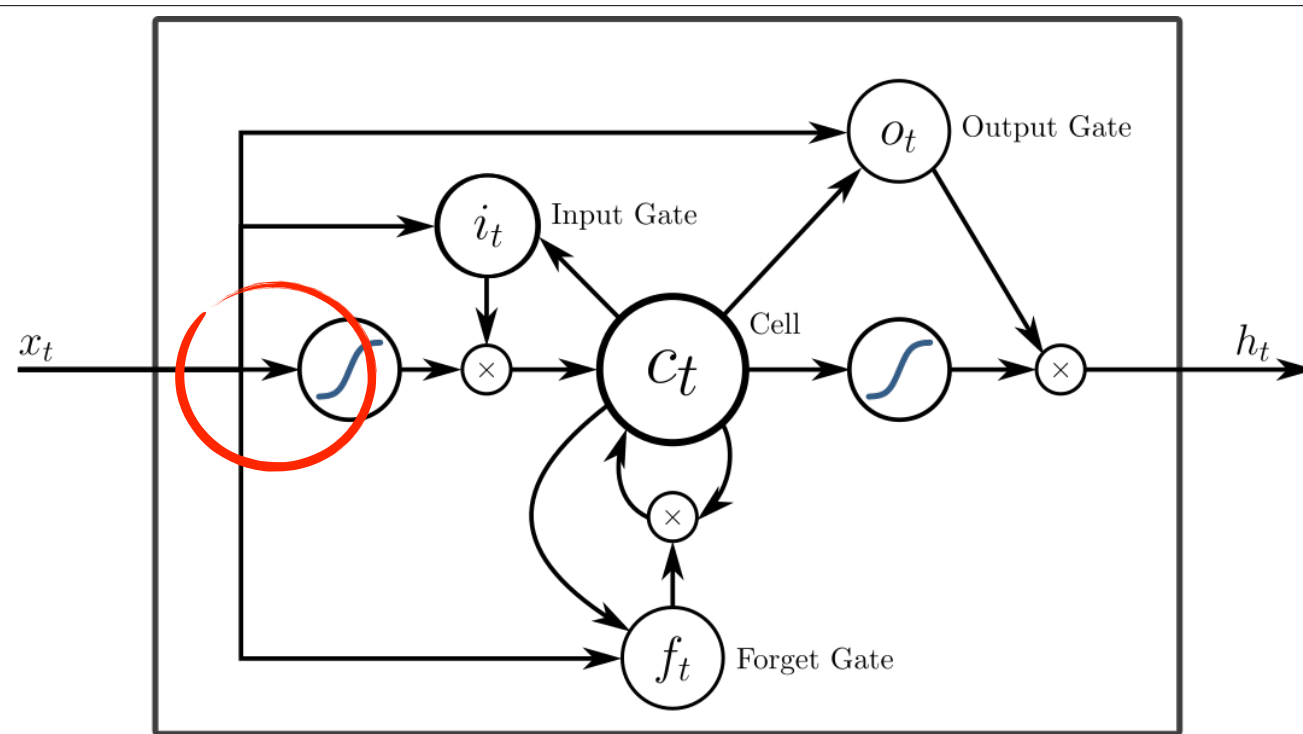 o_t Output Gate
i_t Input Gate
x_t
×
c_t
Cell
×
h_t
×
f_t Forget Gate